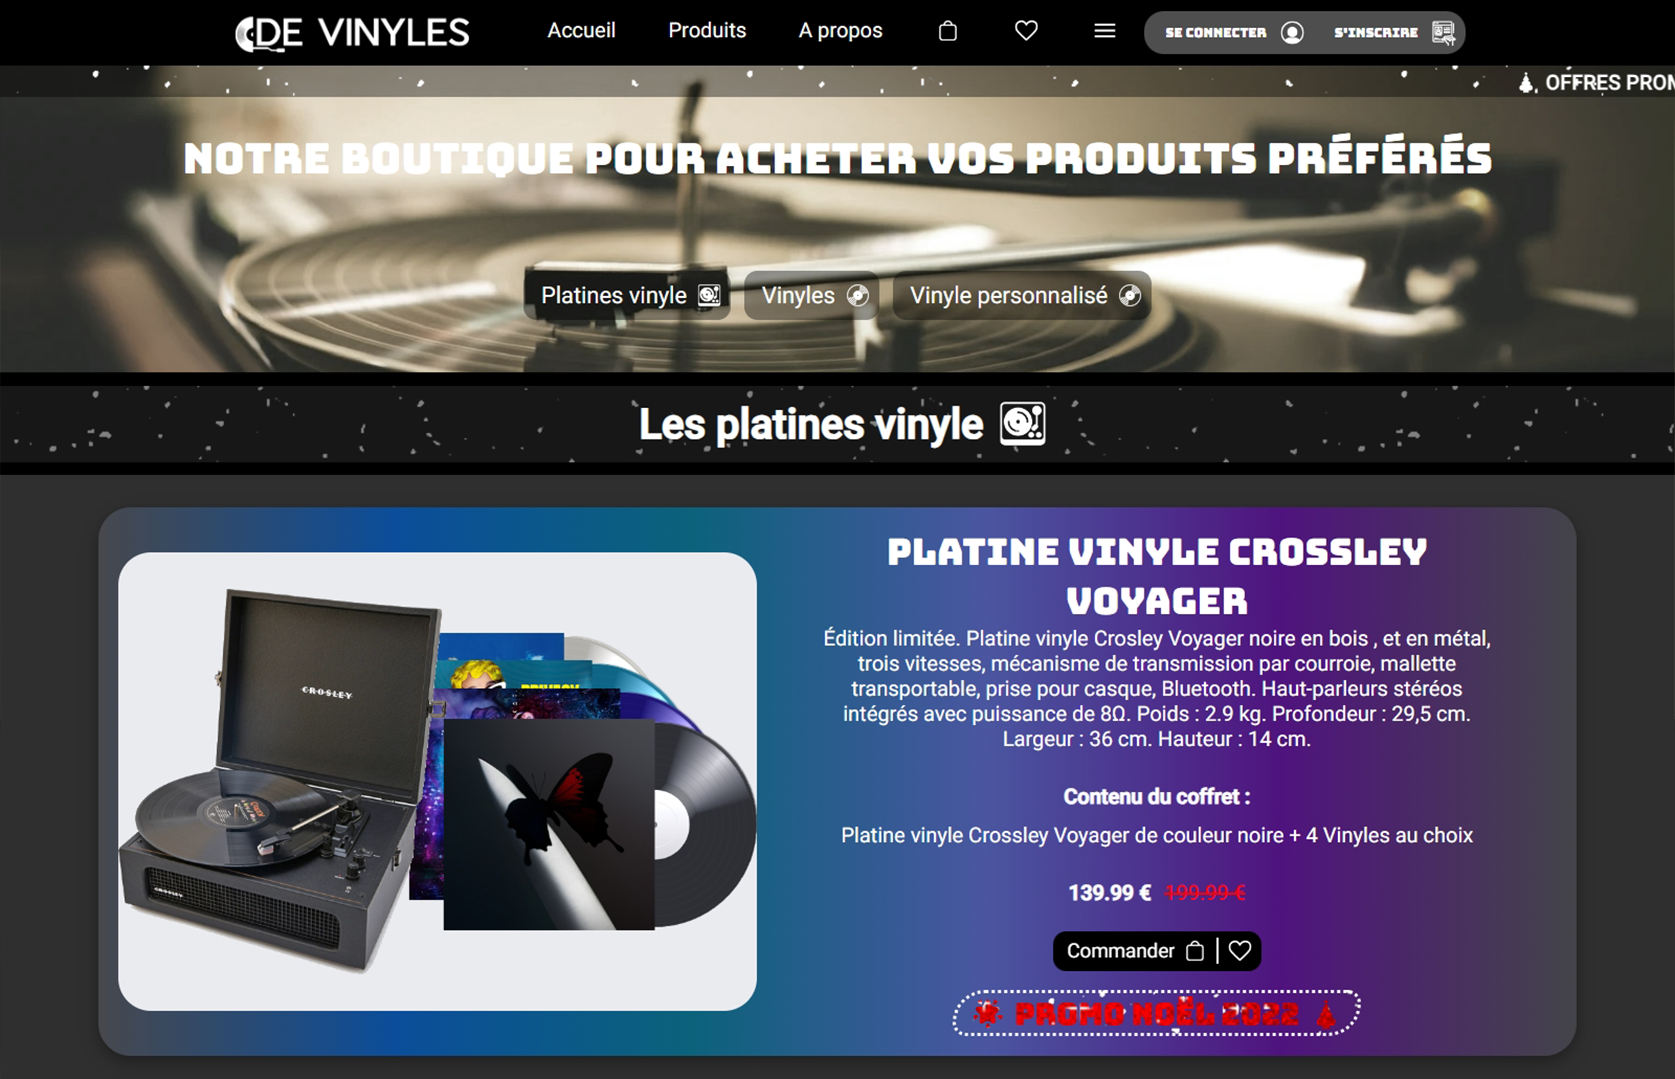 DE VINYLES
Accueil
Produits
A propos
SE CONNECTER
S'INSCRIRE
OFFRES PROM
NOTRE BOUTIQUE POUR ACHETER VOS PRODUITS PRÉFÉRÉS
Platines vinyle
Vinyles
Vinyle personnalisé
Les platines vinyle
CROSLEY
CROSLEY
PLATINE VINYLE CROSSLEY
VOYAGER
Édition limitée. Platine vinyle Crosley Voyager noire en bois , et en métal,
trois vitesses, mécanisme de transmission par courroie, mallette
transportable, prise pour casque, Bluetooth. Haut-parleurs stéréos
intégrés avec puissance de 8Ω. Poids : 2.9 kg. Profondeur : 29,5 cm.
Largeur : 36 cm. Hauteur : 14 cm.
Contenu du coffret :
Platine vinyle Crossley Voyager de couleur noire + 4 Vinyles au choix
139.99 € 199.99 €
Commander
PROMO NOËL 2022